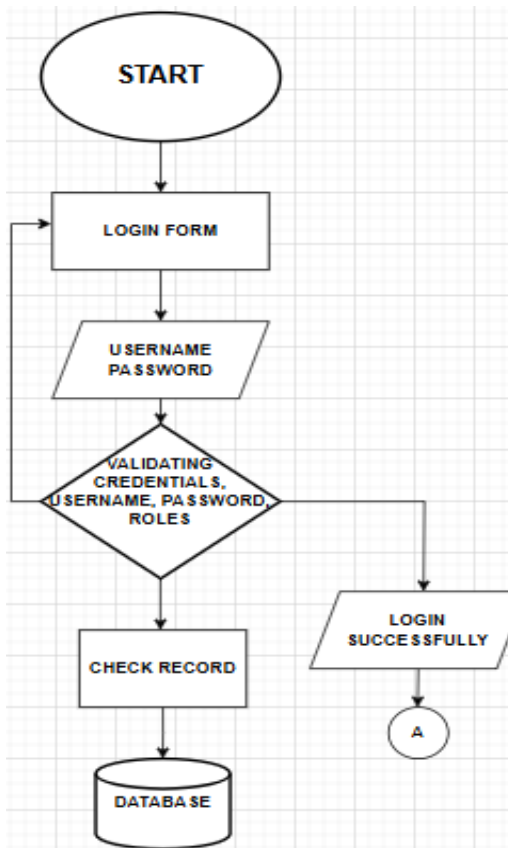 START
LOGIN FORM
USERNAME
PASSWORD
VALIDATING
CREDENTIALS,
USERNAME, PASSWORD,
ROLES
LOGIN
SUCCESSFULLY
CHECK RECORD
A
DATABASE